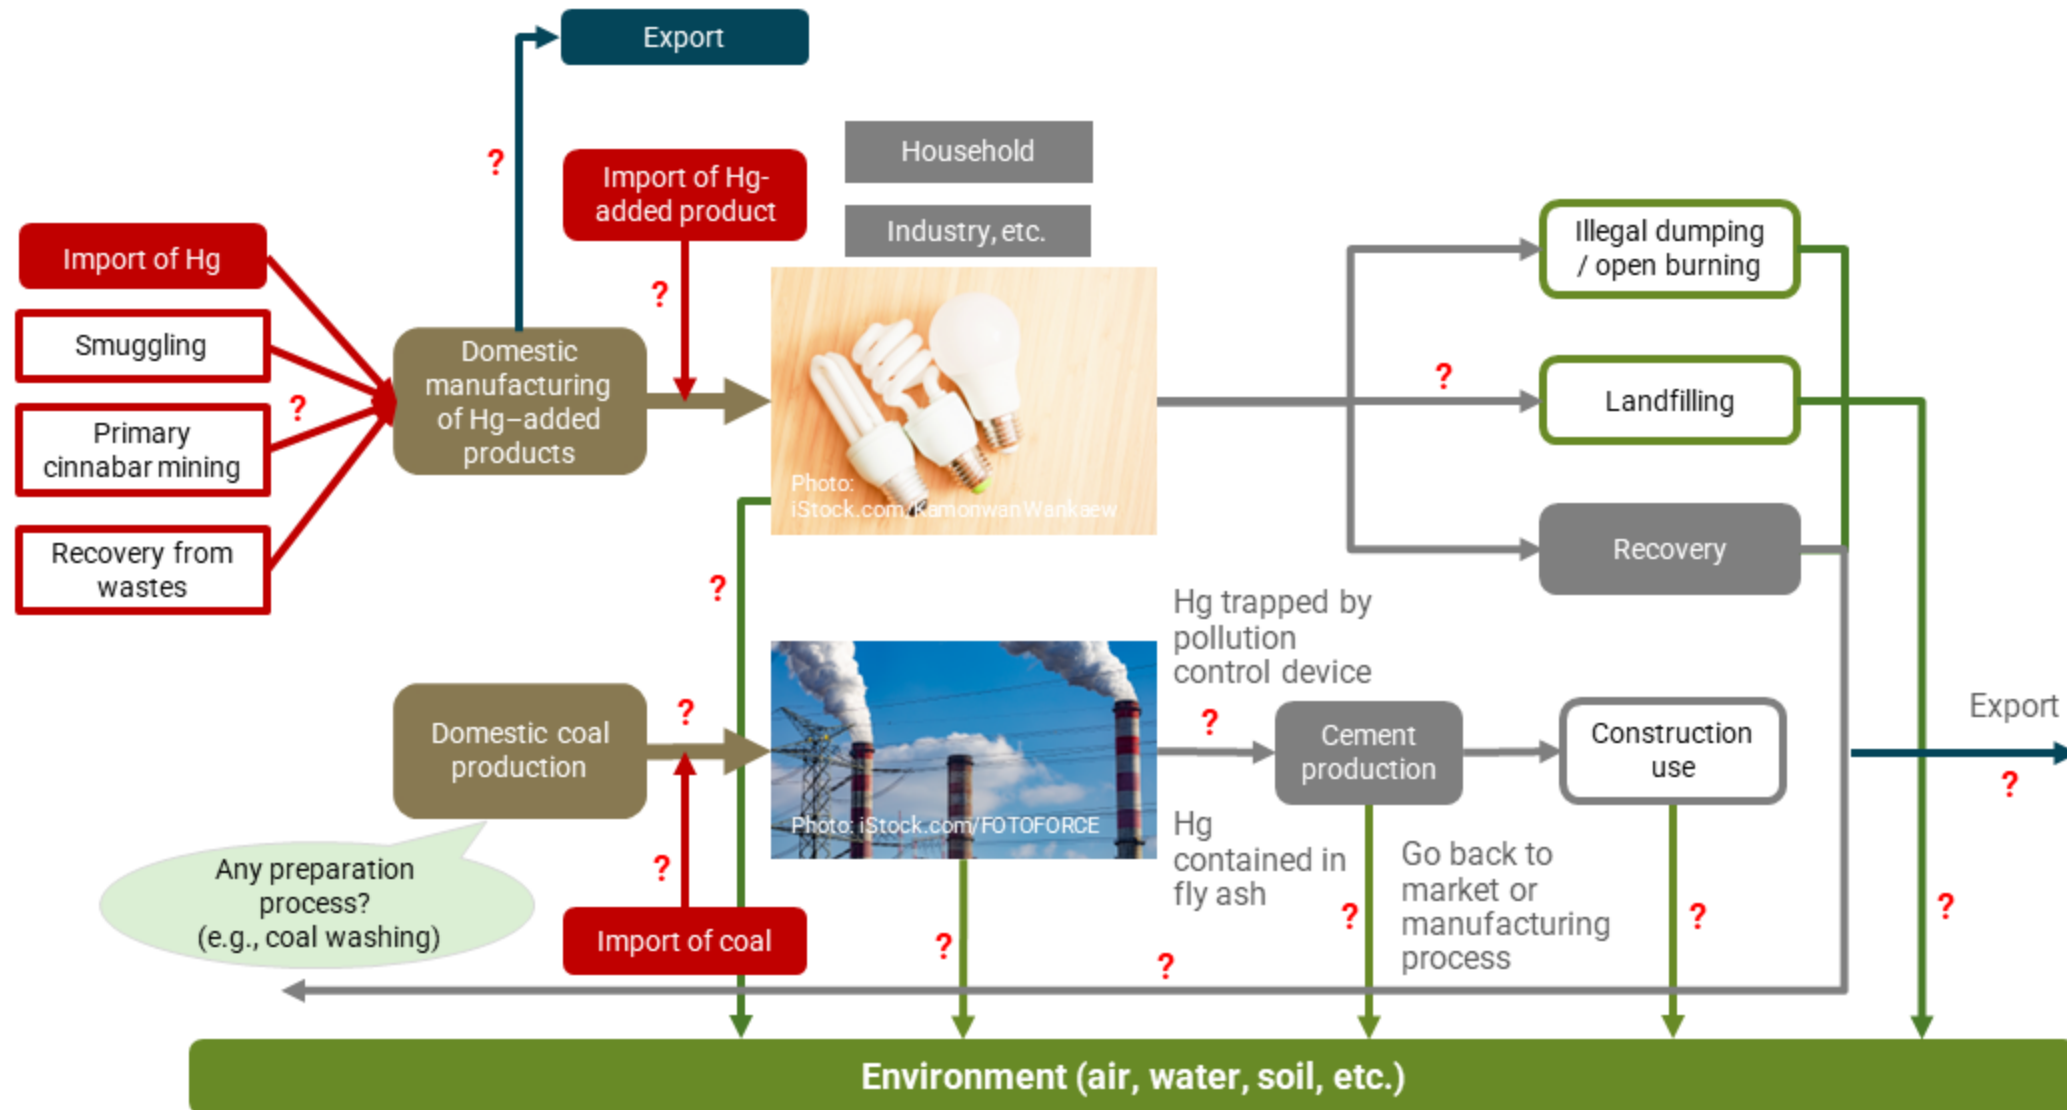 Export
?
Import of Hg-
added product
?
Household
Industry, etc.
Import of Hg
Smuggling
Primary
cinnabar mining
Recovery from
wastes
?
Domestic
manufacturing
of Hg–added
products
Photo:
iStock.com/KamonwanWankaew
?
Illegal dumping
/ open burning
Landfilling
Recovery
?
Domestic coal
production
?
Any preparation
process?
(e.g., coal washing)
?
Import of coal
Photo: iStock.com/FOTOFORCE
?
Hg trapped by
pollution
control device
?
Cement
production
Construction
use
Hg
contained in
fly ash
?
Go back to
market or
manufacturing
process
?
?
Export
?
?
Environment (air, water, soil, etc.)